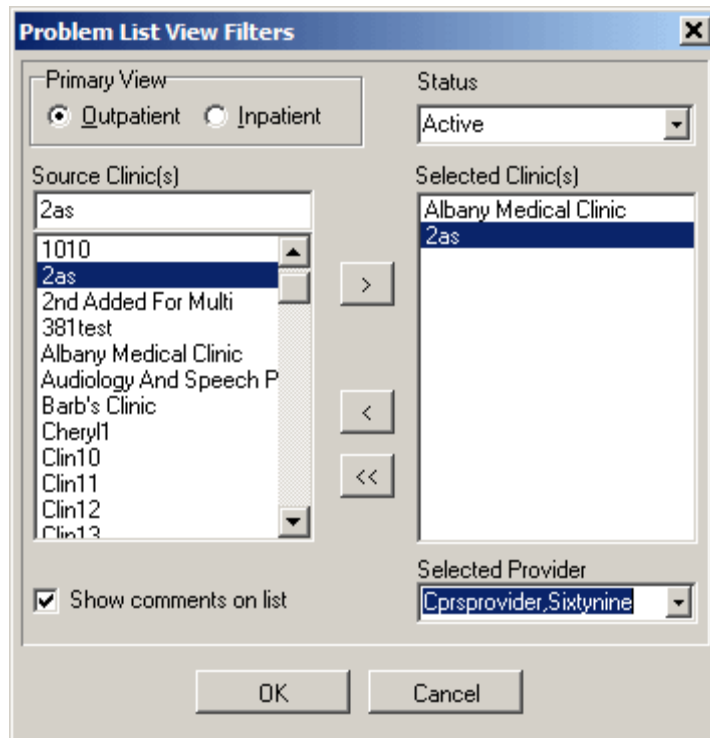 Problem List View Filters
Primary View
Outpatient Inpatient
Status
Active
Source Clinic(s)
2as
1010
2as
2nd Added For Multi
381test
Albany Medical Clinic
Audiology And Speech P
Barb's Clinic
Cheryl1
Clin10
Clin11
Clin12
Clin13
>
<
<<
Selected Clinic(s)
Albany Medical Clinic
2as
Show comments on list
Selected Provider
Cprsprovider,Sixtynine
OK Cancel